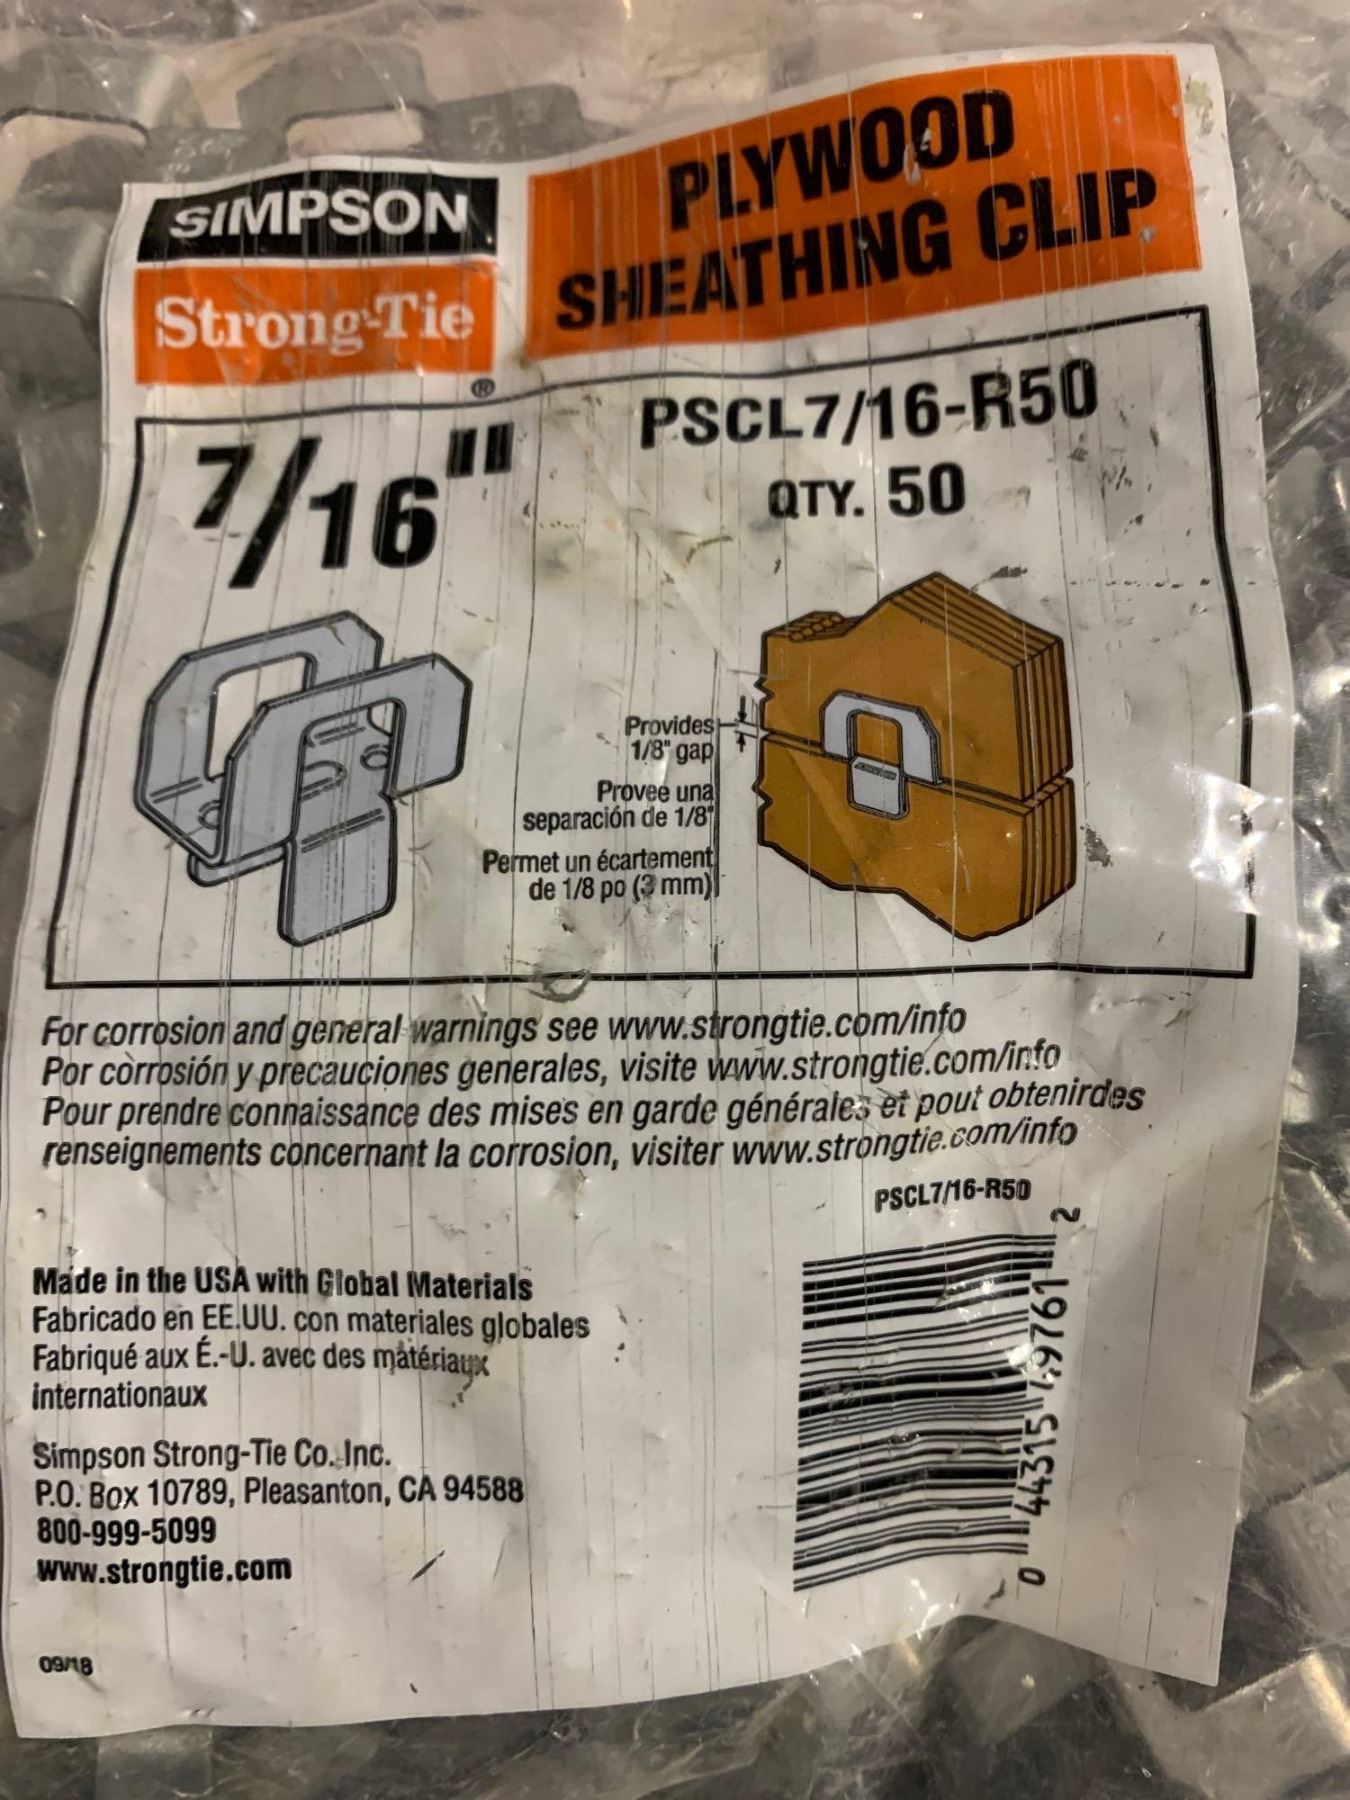 SIMPSON
Strong-Tie
®
PLYWOOD
SHEATHING CLIP
7/16"
PSCL7/16-R50
QTY. 50
Provides
1/8" gap
Provee una
separación de 1/8"
Permet un écartement
de 1/8 po (3 mm)
For corrosion and general warnings see www.strongtie.com/info
Por corrosión y precauciones generales, visite www.strongtie.com/info
Pour prendre connaissance des mises en garde générales et pout obtenirdes
renseignements concernant la corrosion, visiter www.strongtie.com/info
PSCL7/16-R50
Made in the USA with Global Materials
Fabricado en EE.UU. con materiales globales
Fabriqué aux É.-U. avec des matériaux
internationaux
Simpson Strong-Tie Co. Inc.
P.O. Box 10789, Pleasanton, CA 94588
800-999-5099
www.strongtie.com
0 44315 49761 2
09/18